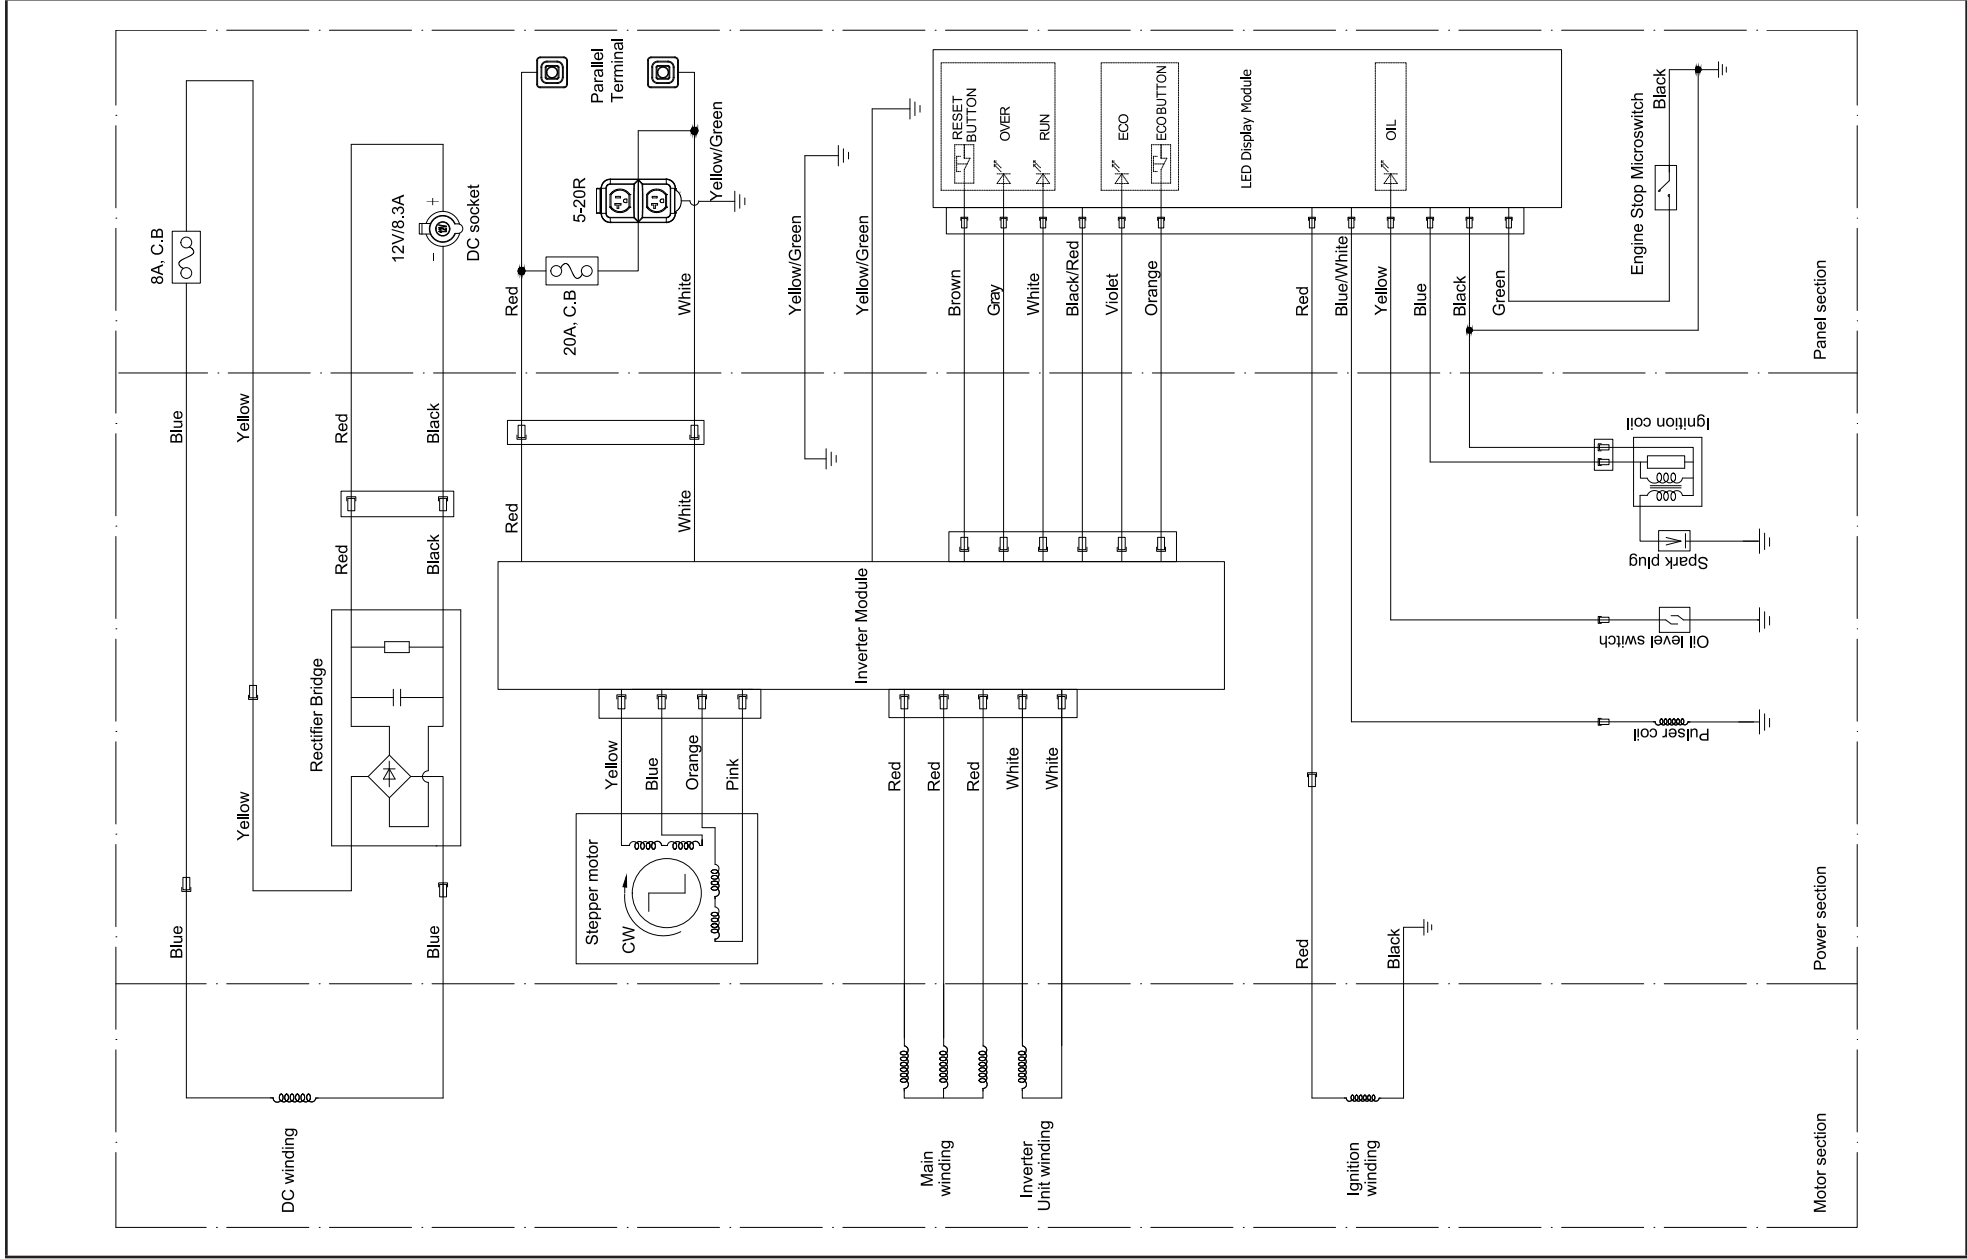 8A, C.B
12V/8.3A
+
−
DC socket
Parallel
Terminal
5-20R
20A, C.B
Red
White
Yellow/Green
Yellow/Green
Yellow/Green
RESET
BUTTON
OVER
RUN
ECO
ECO BUTTON
OIL
LED Display Module
Brown
Gray
White
Black/Red
Violet
Orange
Red
Blue/White
Yellow
Blue
Black
Green
Engine Stop Microswitch
Black
Panel section
Blue
Yellow
Red
Black
Red
Black
Red
White
Rectifier Bridge
Yellow
Blue
Blue
Inverter Module
Yellow
Blue
Orange
Pink
Stepper motor
CW
Red
Red
Red
White
White
Ignition coil
Spark plug
Oil level switch
Pulser coil
Red
Black
Power section
DC winding
Main
winding
Inverter
Unit winding
Ignition
winding
Motor section